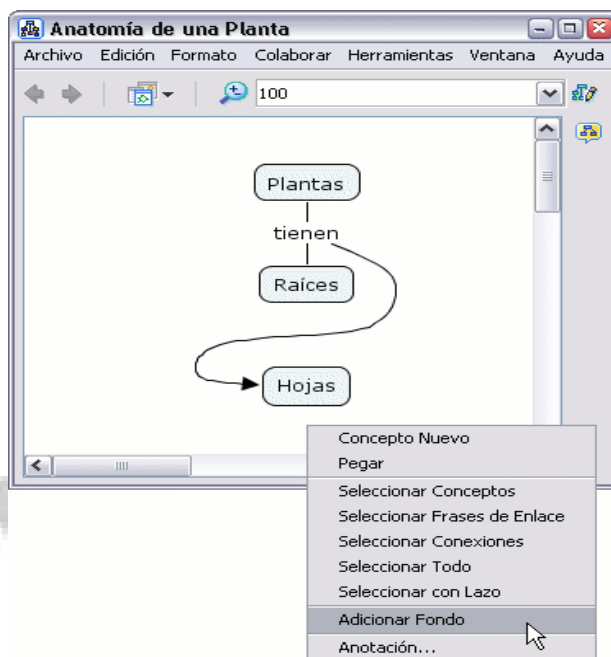 Anatomía de una Planta
Archivo Edición Formato Colaborar Herramientas Ventana Ayuda
100
Plantas
tienen
Raíces
Hojas
Concepto Nuevo
Pegar
Seleccionar Conceptos
Seleccionar Frases de Enlace
Seleccionar Conexiones
Seleccionar Todo
Seleccionar con Lazo
Adicionar Fondo
Anotación...